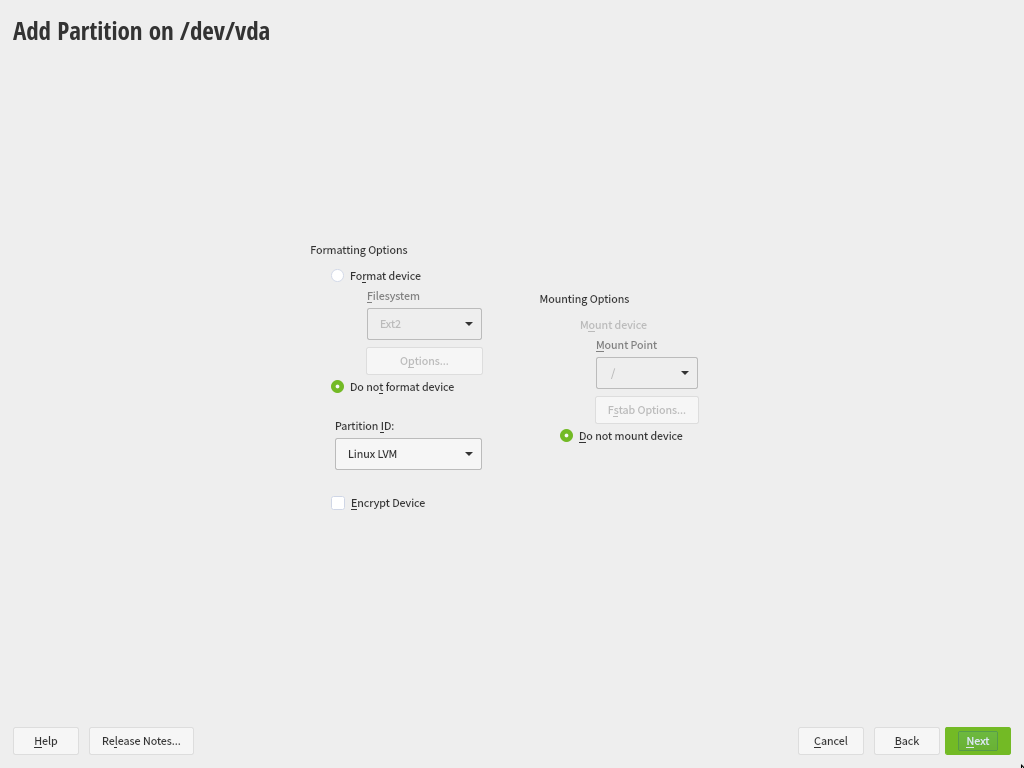 Add Partition on /dev/vda
Formatting Options
Format device
Filesystem
Ext2
Options...
Do not format device
Partition ID:
Linux LVM
Encrypt Device
Mounting Options
Mount device
Mount Point
/
Fstab Options...
Do not mount device
Help
Release Notes...
Cancel
Back
Next